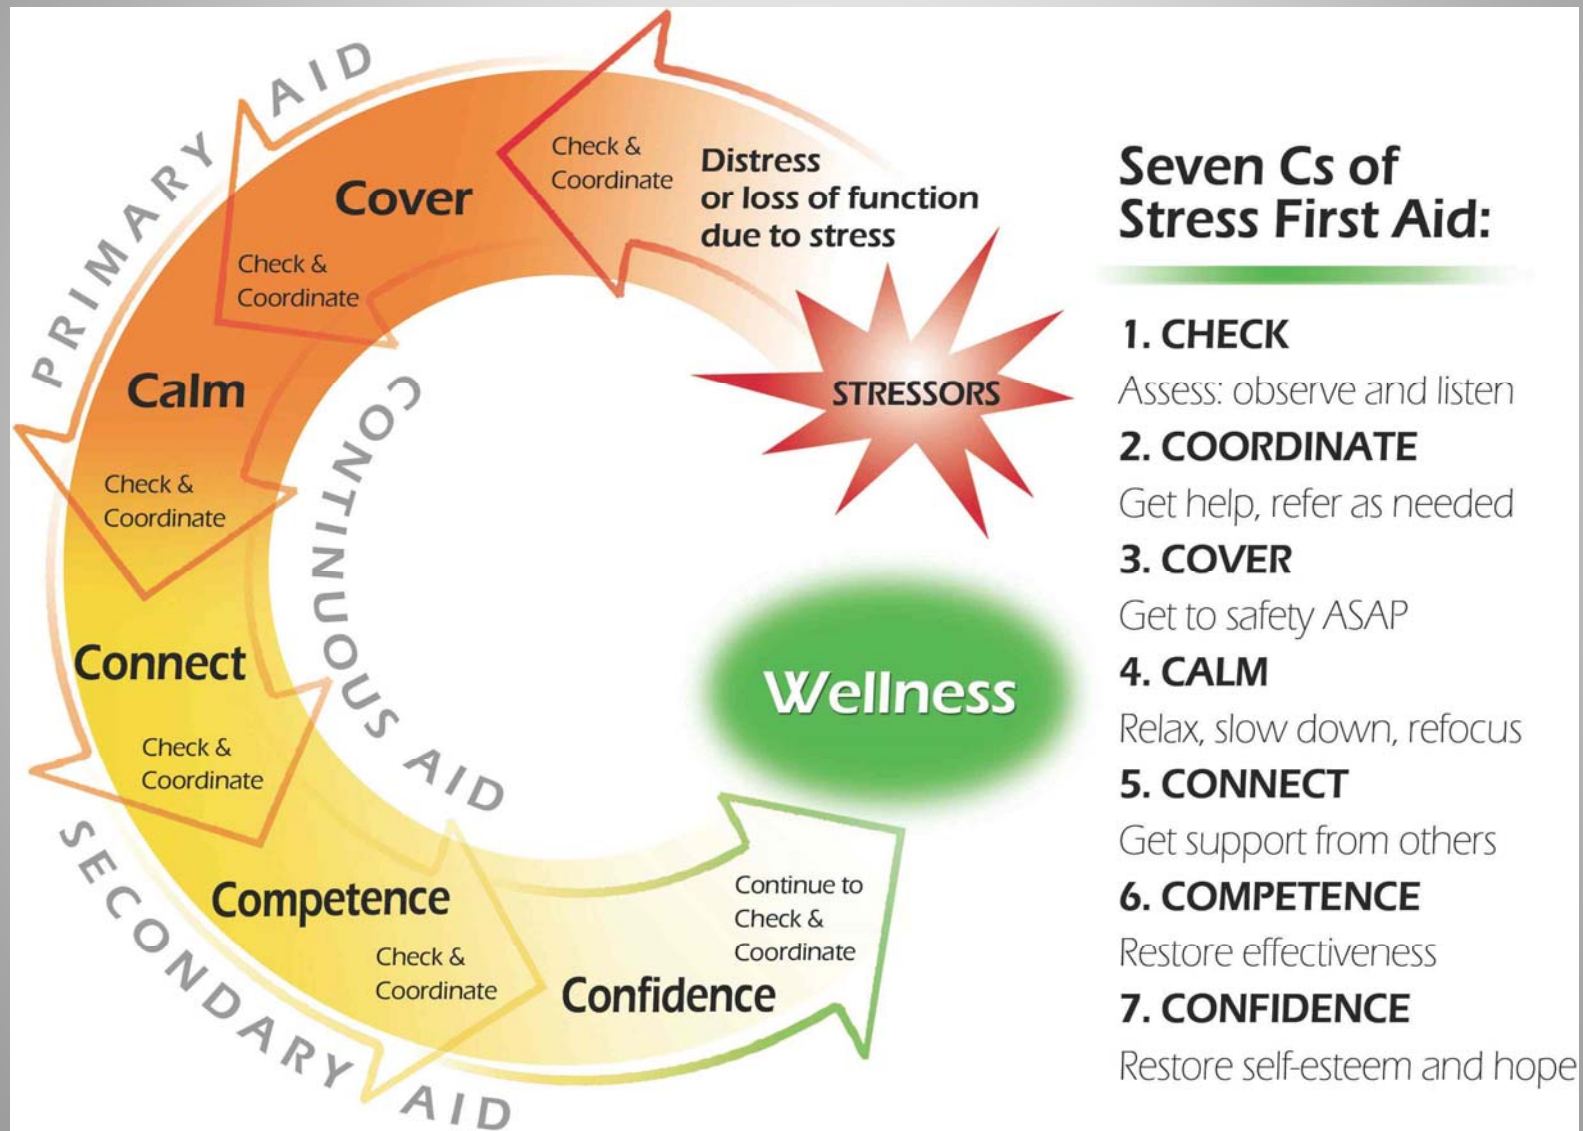 PRIMARY AID
Check &
Coordinate
Distress
or loss of function
due to stress
Cover
Check &
Coordinate
Calm
STRESSORS
Check &
Coordinate
CONTINUOUS AID
Connect
Wellness
Check &
Coordinate
SECONDARY AID
Competence
Check &
Coordinate
Continue to
Check &
Coordinate
Confidence
Seven Cs of
Stress First Aid:
1. CHECK
Assess: observe and listen
2. COORDINATE
Get help, refer as needed
3. COVER
Get to safety ASAP
4. CALM
Relax, slow down, refocus
5. CONNECT
Get support from others
6. COMPETENCE
Restore effectiveness
7. CONFIDENCE
Restore self-esteem and hope